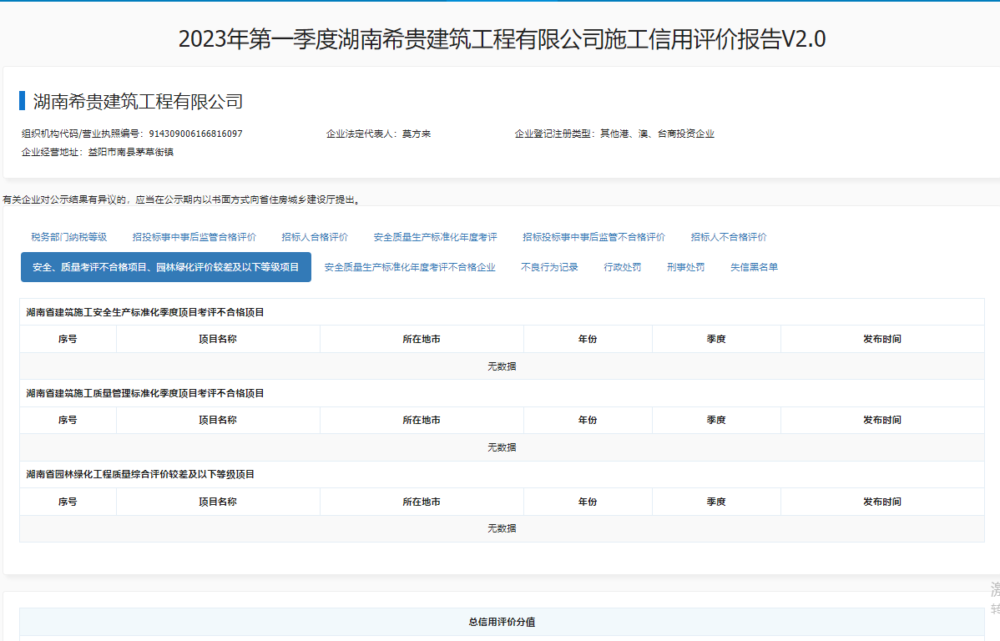 2023年第一季度湖南希贵建筑工程有限公司施工信用评价报告V2.0
湖南希贵建筑工程有限公司
组织机构代码/营业执照编号：914309006166816097 企业法定代表人：莫方来 企业登记注册类型：其他港、澳、台商投资企业
企业经营地址：益阳市南县茅草街镇
有关企业对公示结果有异议的，应当在公示期内以书面方式向省住房城乡建设厅提出。
税务部门纳税等级 招投标事中事后监管合格评价 招标人合格评价 安全质量生产标准化年度考评 招标投标事中事后监管不合格评价 招标人不合格评价
安全、质量考评不合格项目、园林绿化评价较差及以下等级项目 安全质量生产标准化年度考评不合格企业 不良行为记录 行政处罚 刑事处罚 失信黑名单
湖南省建筑施工安全生产标准化季度项目考评不合格项目
序号 项目名称 所在地市 年份 季度 发布时间
无数据
湖南省建筑施工质量管理标准化季度项目考评不合格项目
序号 项目名称 所在地市 年份 季度 发布时间
无数据
湖南省园林绿化工程质量综合评价较差及以下等级项目
序号 项目名称 所在地市 年份 季度 发布时间
无数据
总信用评价分值